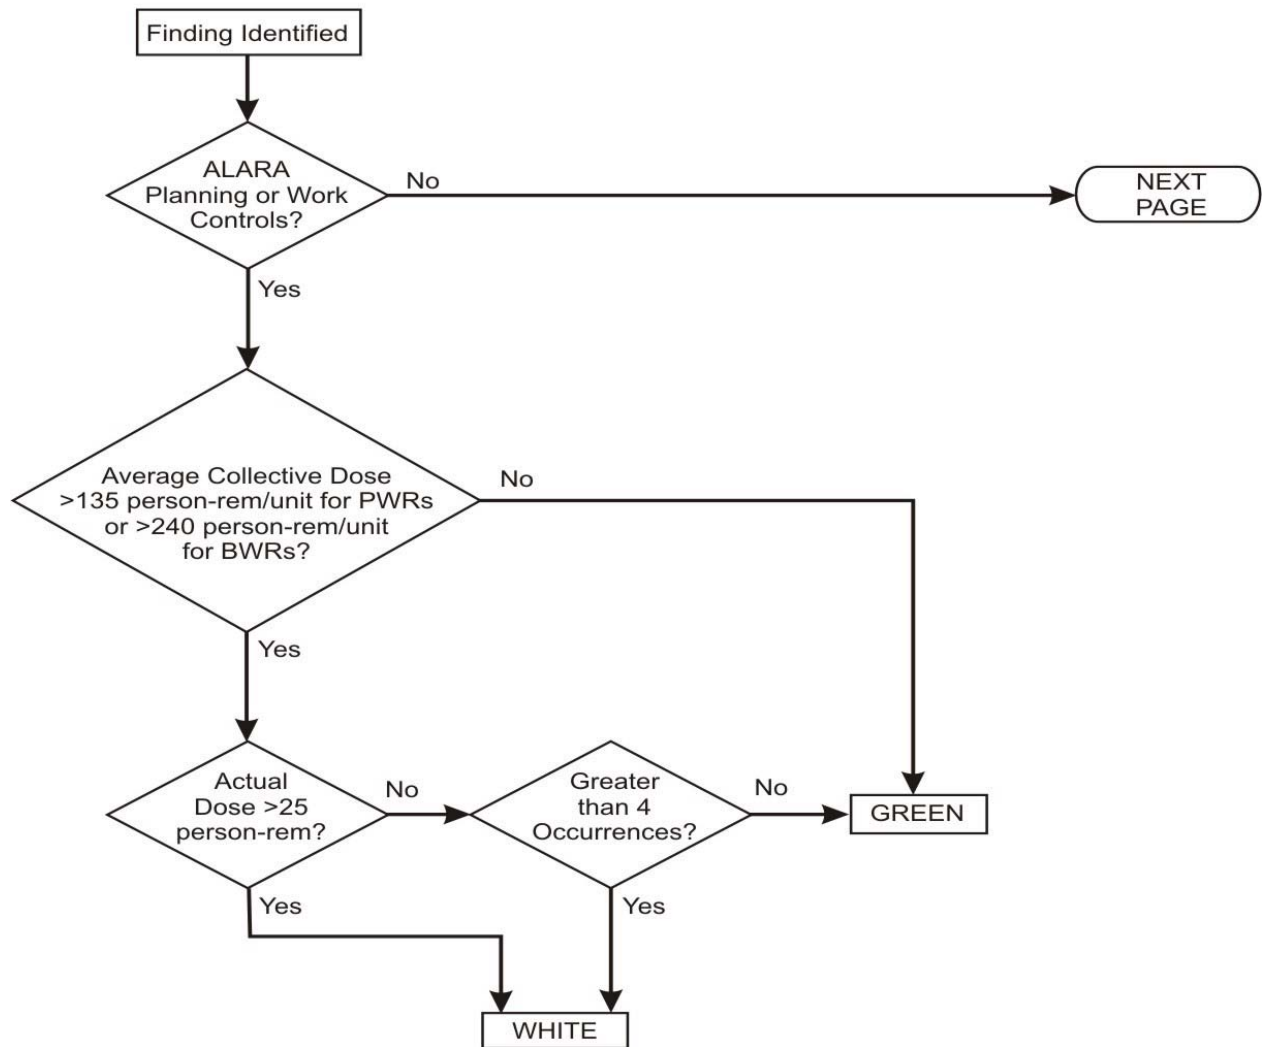 Finding Identified
ALARA
Planning or Work
Controls?
No
NEXT
PAGE
Yes
Average Collective Dose
>135 person-rem/unit for PWRs
or >240 person-rem/unit
for BWRs?
No
Yes
Actual
Dose >25
person-rem?
No
Greater
than 4
Occurrences?
No
GREEN
Yes
Yes
WHITE